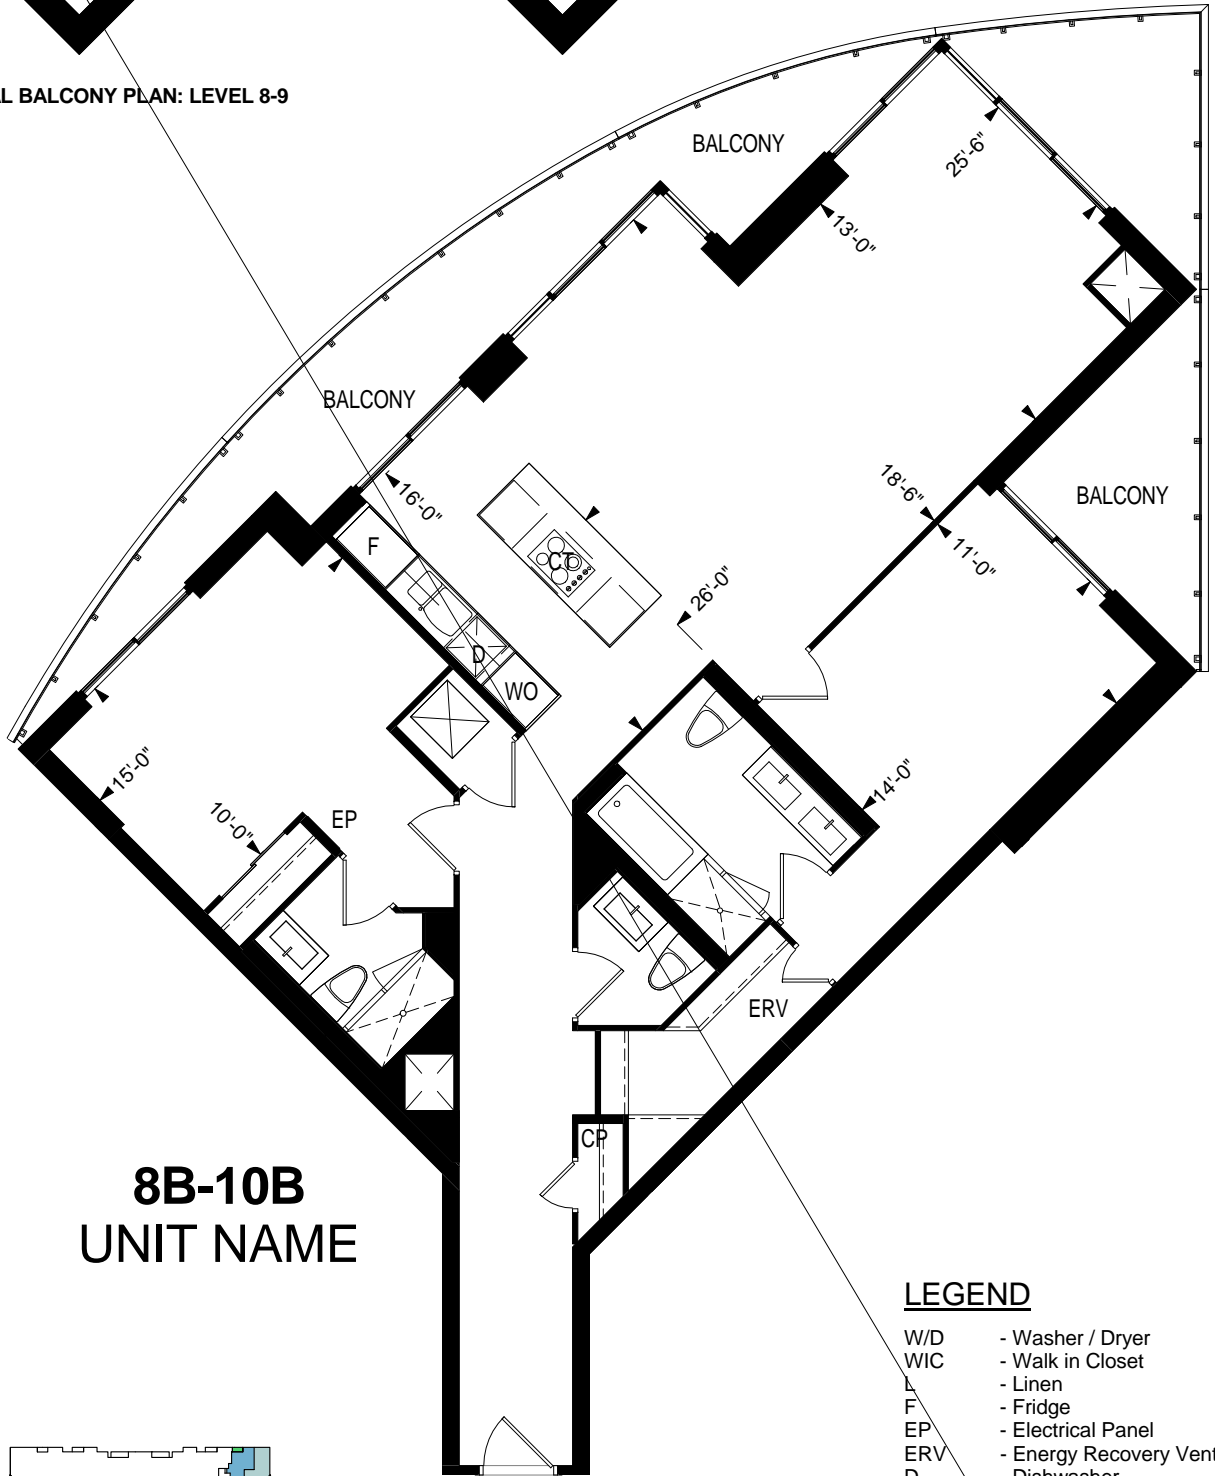 L BALCONY PLAN: LEVEL 8-9
BALCONY
25'-6"
13'-0"
BALCONY
16'-0"
F
CT
18'-6"
BALCONY
11'-0"
26'-0"
D
WO
15'-0"
14'-0"
10'-0"
EP
ERV
CP
8B-10B
UNIT NAME
LEGEND
W/D - Washer / Dryer
WIC - Walk in Closet
L - Linen
F - Fridge
EP - Electrical Panel
ERV - Energy Recovery Vent
D - Dishwasher